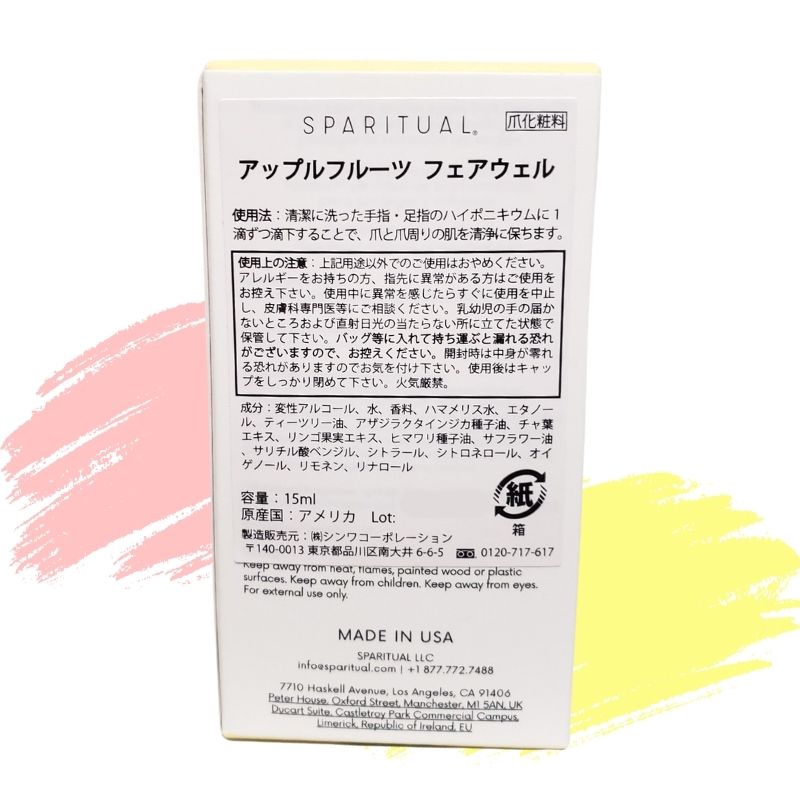 SPARITUAL® 爪化粧料
アップルフルーツ フェアウェル
使用法：清潔に洗った手指・足指のハイポニキウムに1
滴ずつ滴下することで、爪と爪周りの肌を清浄に保ちます。
使用上の注意：上記用途以外でのご使用はおやめください。
アレルギーをお持ちの方、指先に異常がある方はご使用を
お控え下さい。使用中に異常を感じたらすぐに使用を中止
し、皮膚科専門医等にご相談ください。乳幼児の手の届か
ないところおよび直射日光の当たらない所に立てた状態で
保管して下さい。バッグ等に入れて持ち運ぶと漏れる恐れ
がございますので、お控えください。開封時は中身が零れ
る恐れがありますのでお気を付け下さい。使用後はキャッ
プをしっかり閉めて下さい。火気厳禁。
成分：変性アルコール、水、香料、ハマメリス水、エタノー
ル、ティーツリー油、アザジラクタインジカ種子油、チャ葉
エキス、リンゴ果実エキス、ヒマワリ種子油、サフラワー油
、サリチル酸ベンジル、シトラール、シトロネロール、オイ
ゲノール、リモネン、リナロール
容量：15ml
原産国：アメリカ Lot:
紙
箱
製造販売元：㈱シンワコーポレーション
〒140-0013 東京都品川区南大井 6-6-5 0120-717-617
Keep away from heat, flames, painted wood or plastic
surfaces. Keep away from children. Keep away from eyes.
For external use only.
MADE IN USA
SPARITUAL LLC
info@sparitual.com | +1 877.772.7488
7710 Haskell Avenue, Los Angeles, CA 91406
Peter House, Oxford Street, Manchester, M1 5AN, UK
Ducart Suite, Castletroy Park Commercial Campus,
Limerick, Republic of Ireland, EU